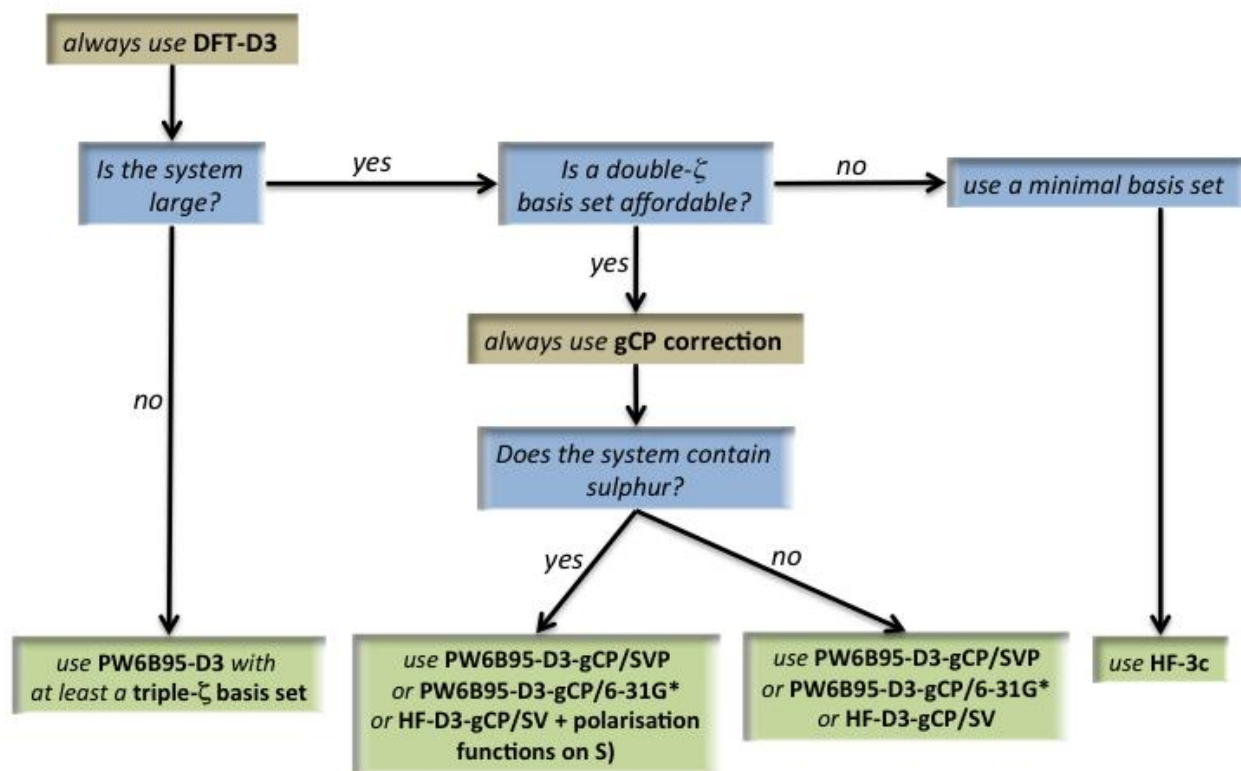 always use DFT-D3
Is the system
large?
yes
Is a double-ζ
basis set affordable?
no
use a minimal basis set
yes
always use gCP correction
no
Does the system contain
sulphur?
yes
no
use PW6B95-D3 with
at least a triple-ζ basis set
use PW6B95-D3-gCP/SVP
or PW6B95-D3-gCP/6-31G*
or HF-D3-gCP/SV + polarisation
functions on S)
use PW6B95-D3-gCP/SVP
or PW6B95-D3-gCP/6-31G*
or HF-D3-gCP/SV
use HF-3c